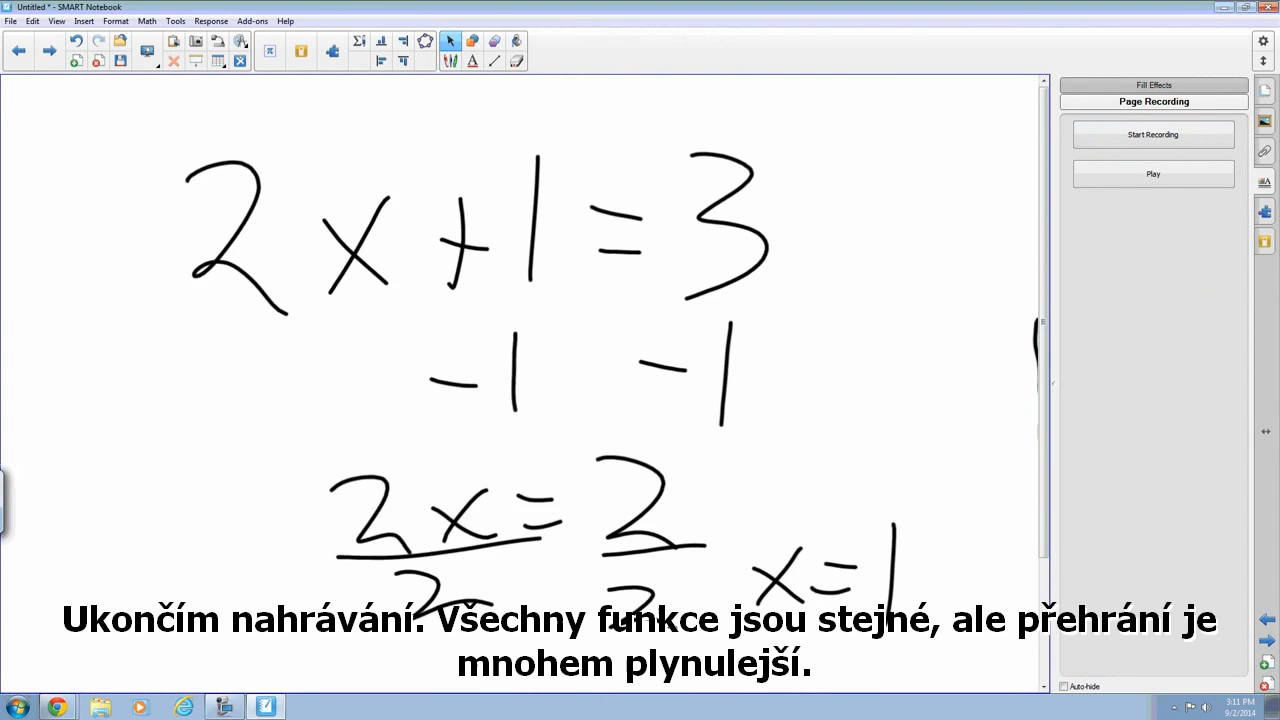 Untitled * - SMART Notebook
File Edit View Insert Format Math Tools Response Add-ons Help
Fill Effects
Page Recording
Start Recording
Play
2x+1=3
-1 -1
2x=2
2 2 x=1
Ukončím nahrávání. Všechny funkce jsou stejné, ale přehrání je
mnohem plynulejší.
Auto-hide
3:11 PM
9/2/2014